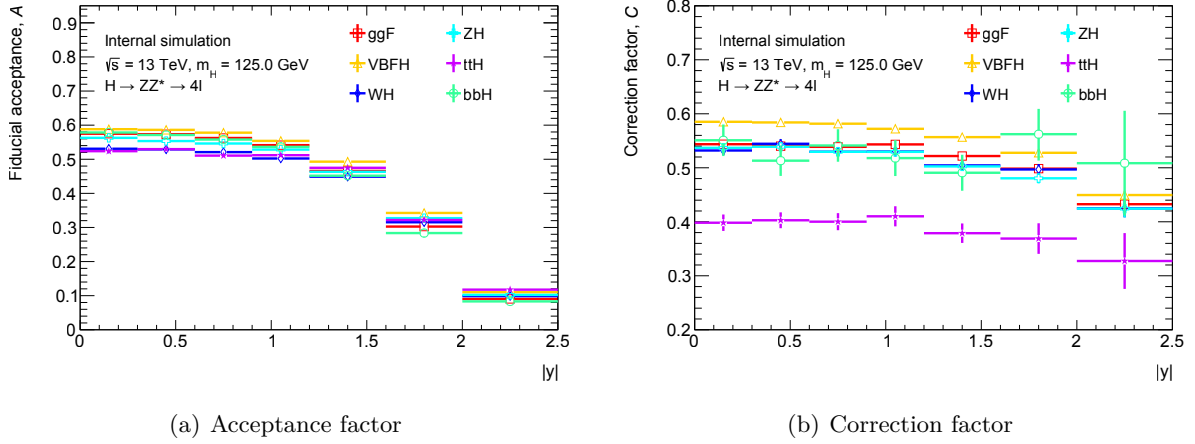 Fiducial acceptance, A
0.9
0.8
0.7
0.6
0.5
0.4
0.3
0.2
0.1
0
Internal simulation
√s = 13 TeV, m_H = 125.0 GeV
H → ZZ* → 4l
ggF
VBFH
WH
ZH
ttH
bbH
0 0.5 1 1.5 2 2.5
|y|
(a) Acceptance factor
Correction factor, C
0.8
0.7
0.6
0.5
0.4
0.3
0.2
Internal simulation
√s = 13 TeV, m_H = 125.0 GeV
H → ZZ* → 4l
ggF
VBFH
WH
ZH
ttH
bbH
0 0.5 1 1.5 2 2.5
|y|
(b) Correction factor